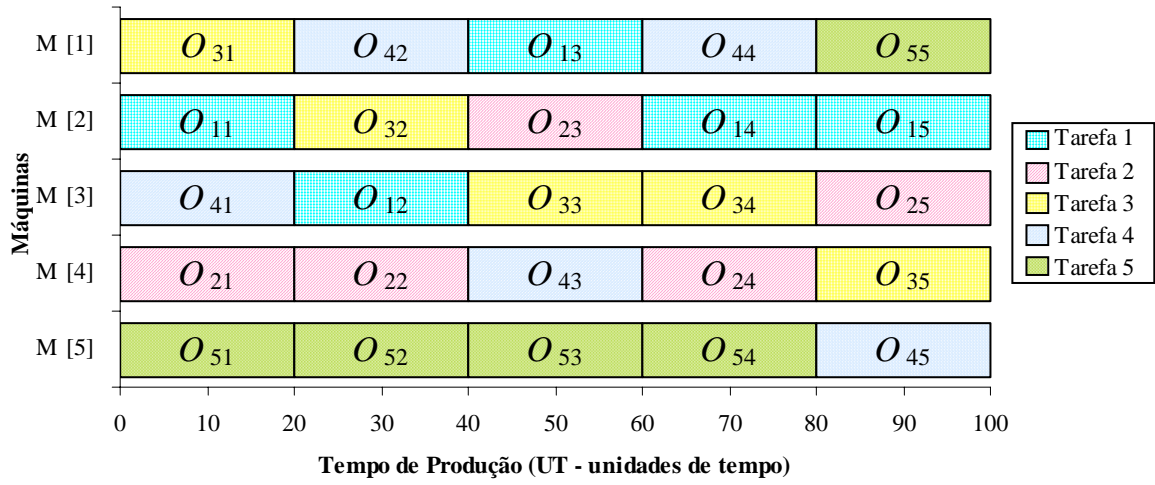 M [1] O 31 O 42 O 13 O 44 O 55
M [2] O 11 O 32 O 23 O 14 O 15
M [3] O 41 O 12 O 33 O 34 O 25
M [4] O 21 O 22 O 43 O 24 O 35
M [5] O 51 O 52 O 53 O 54 O 45
Máquinas
0 10 20 30 40 50 60 70 80 90 100
Tempo de Produção (UT - unidades de tempo)
Tarefa 1
Tarefa 2
Tarefa 3
Tarefa 4
Tarefa 5